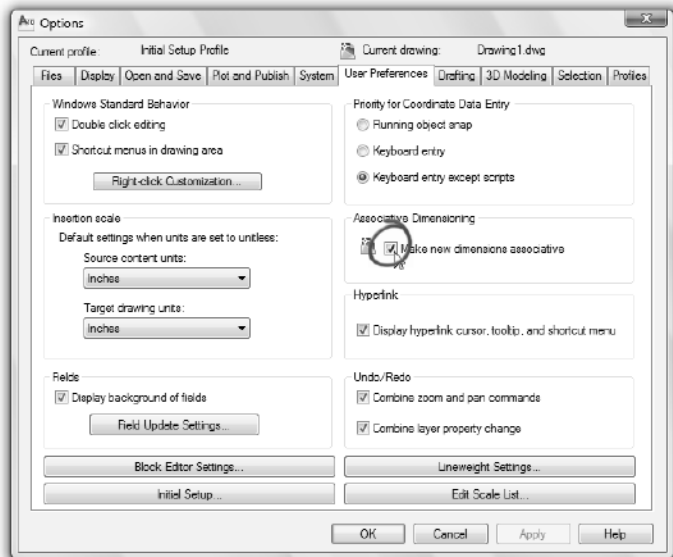 Options
Current profile: Initial Setup Profile Current drawing: Drawing1.dwg
Files Display Open and Save Plot and Publish System User Preferences Drafting 3D Modeling Selection Profiles
Windows Standard Behavior
Double click editing
Shortcut menus in drawing area
Right-click Customization...
Insertion scale
Default settings when units are set to unitless:
Source content units:
Inches
Target drawing units:
Inches
Fields
Display background of fields
Field Update Settings...
Block Editor Settings...
Initial Setup...
Priority for Coordinate Data Entry
Running object snap
Keyboard entry
Keyboard entry except scripts
Associative Dimensioning
Make new dimensions associative
Hyperlink
Display hyperlink cursor, tooltip, and shortcut menu
Undo/Redo
Combine zoom and pan commands
Combine layer property change
Lineweight Settings...
Edit Scale List...
OK Cancel Apply Help